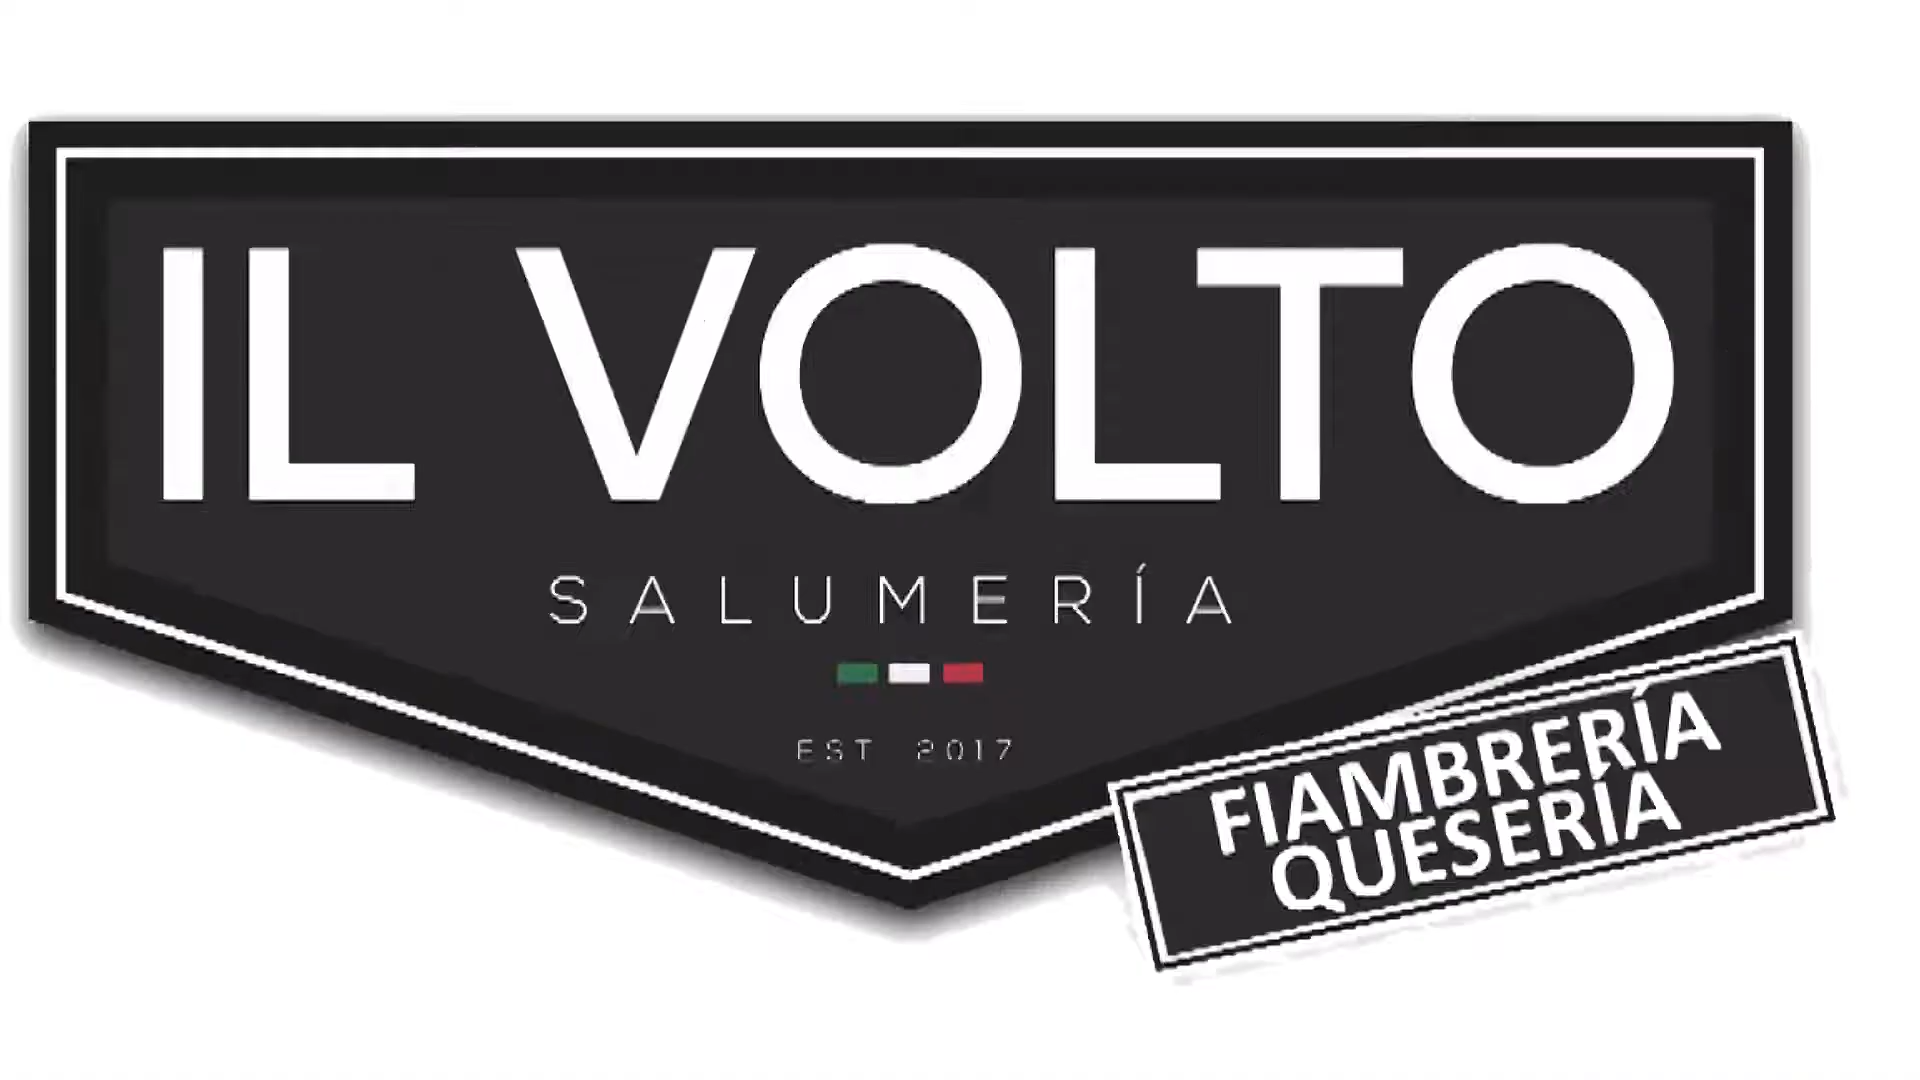 IL VOLTO
SALUMERÍA
EST 2017
FIAMBRERÍA
QUESERÍA